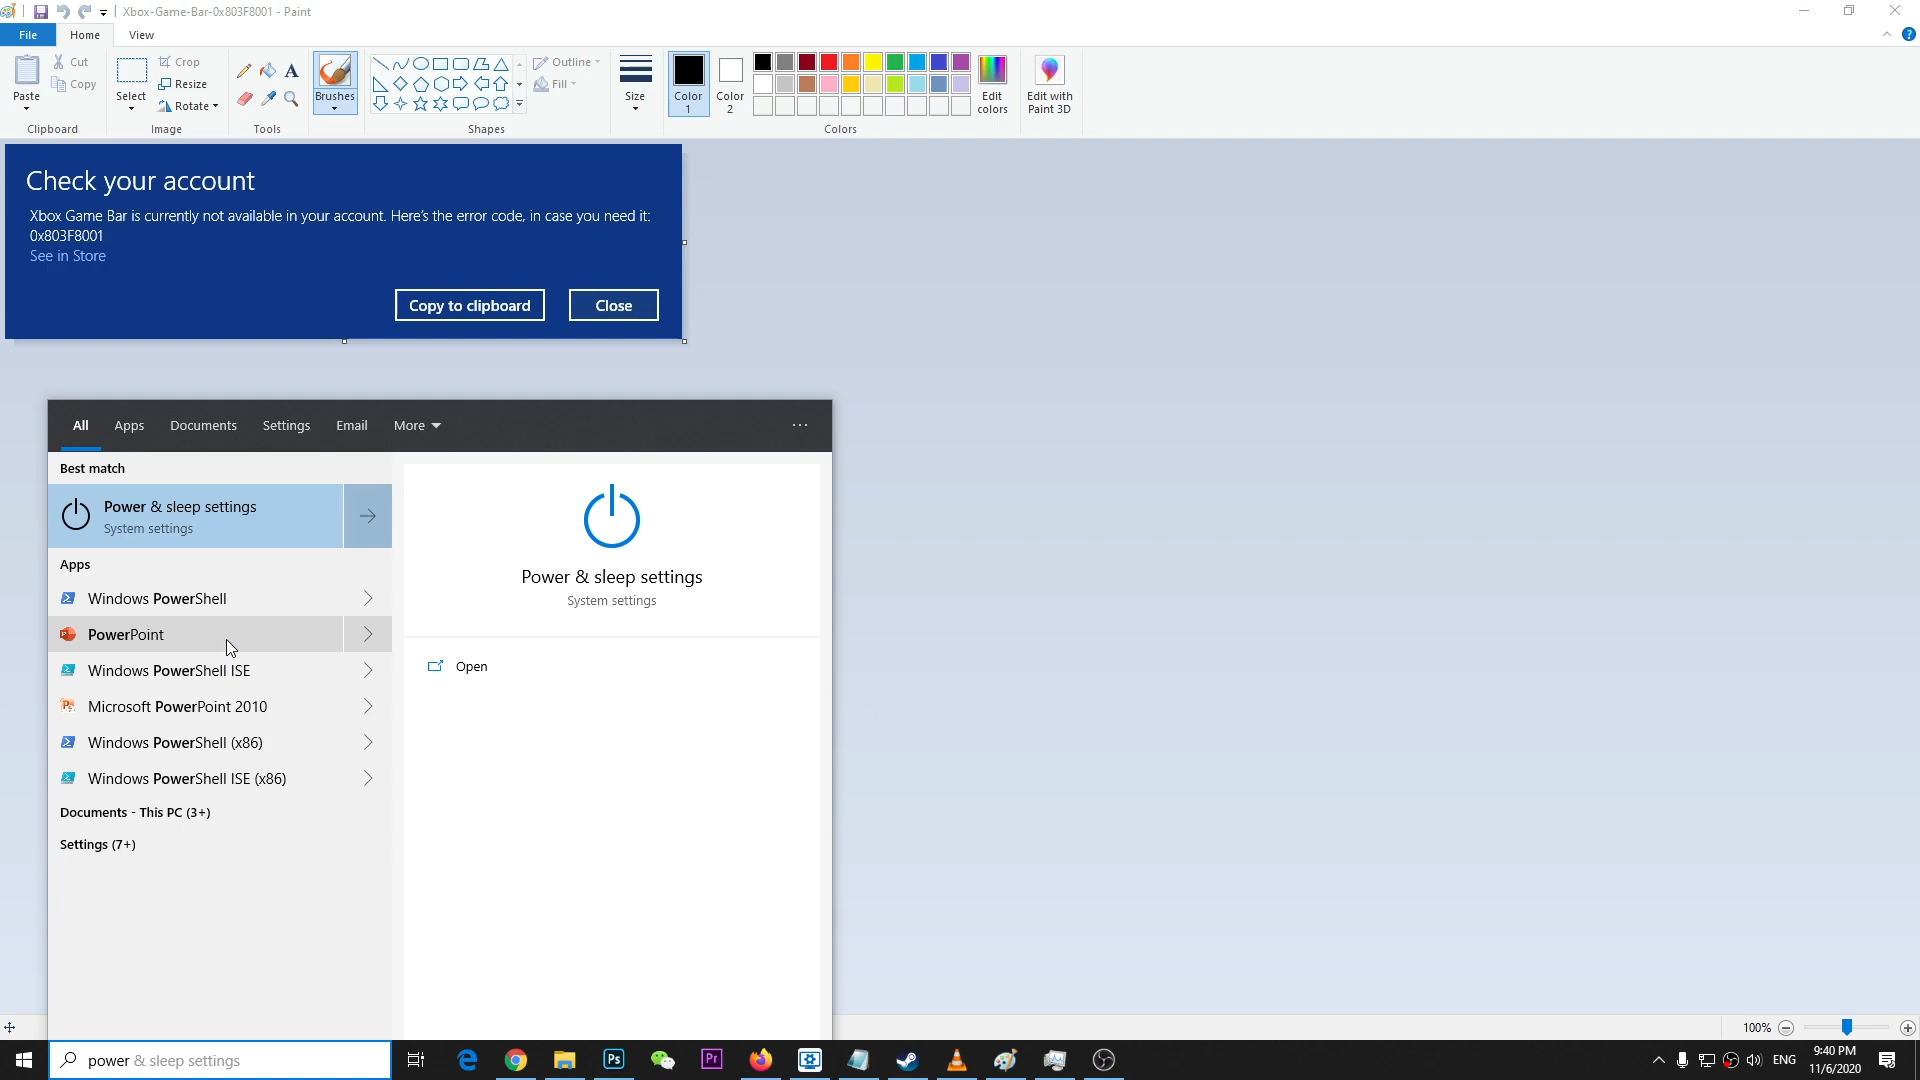 Xbox-Game-Bar-0x803F8001 - Paint
File
Home
View
Paste
Cut
Copy
Clipboard
Select
Crop
Resize
Rotate
Image
Tools
Brushes
Shapes
Outline
Fill
Size
Color
1
Color
2
Colors
Edit
colors
Edit with
Paint 3D
Check your account
Xbox Game Bar is currently not available in your account. Here's the error code, in case you need it:
0x803F8001
See in Store
Copy to clipboard
Close
All
Apps
Documents
Settings
Email
More
Best match
Power & sleep settings
System settings
Apps
Windows PowerShell
PowerPoint
Windows PowerShell ISE
Microsoft PowerPoint 2010
Windows PowerShell (x86)
Windows PowerShell ISE (x86)
Documents - This PC (3+)
Settings (7+)
Power & sleep settings
System settings
Open
100%
power & sleep settings
Ps
Pr
ENG
9:40 PM
11/6/2020